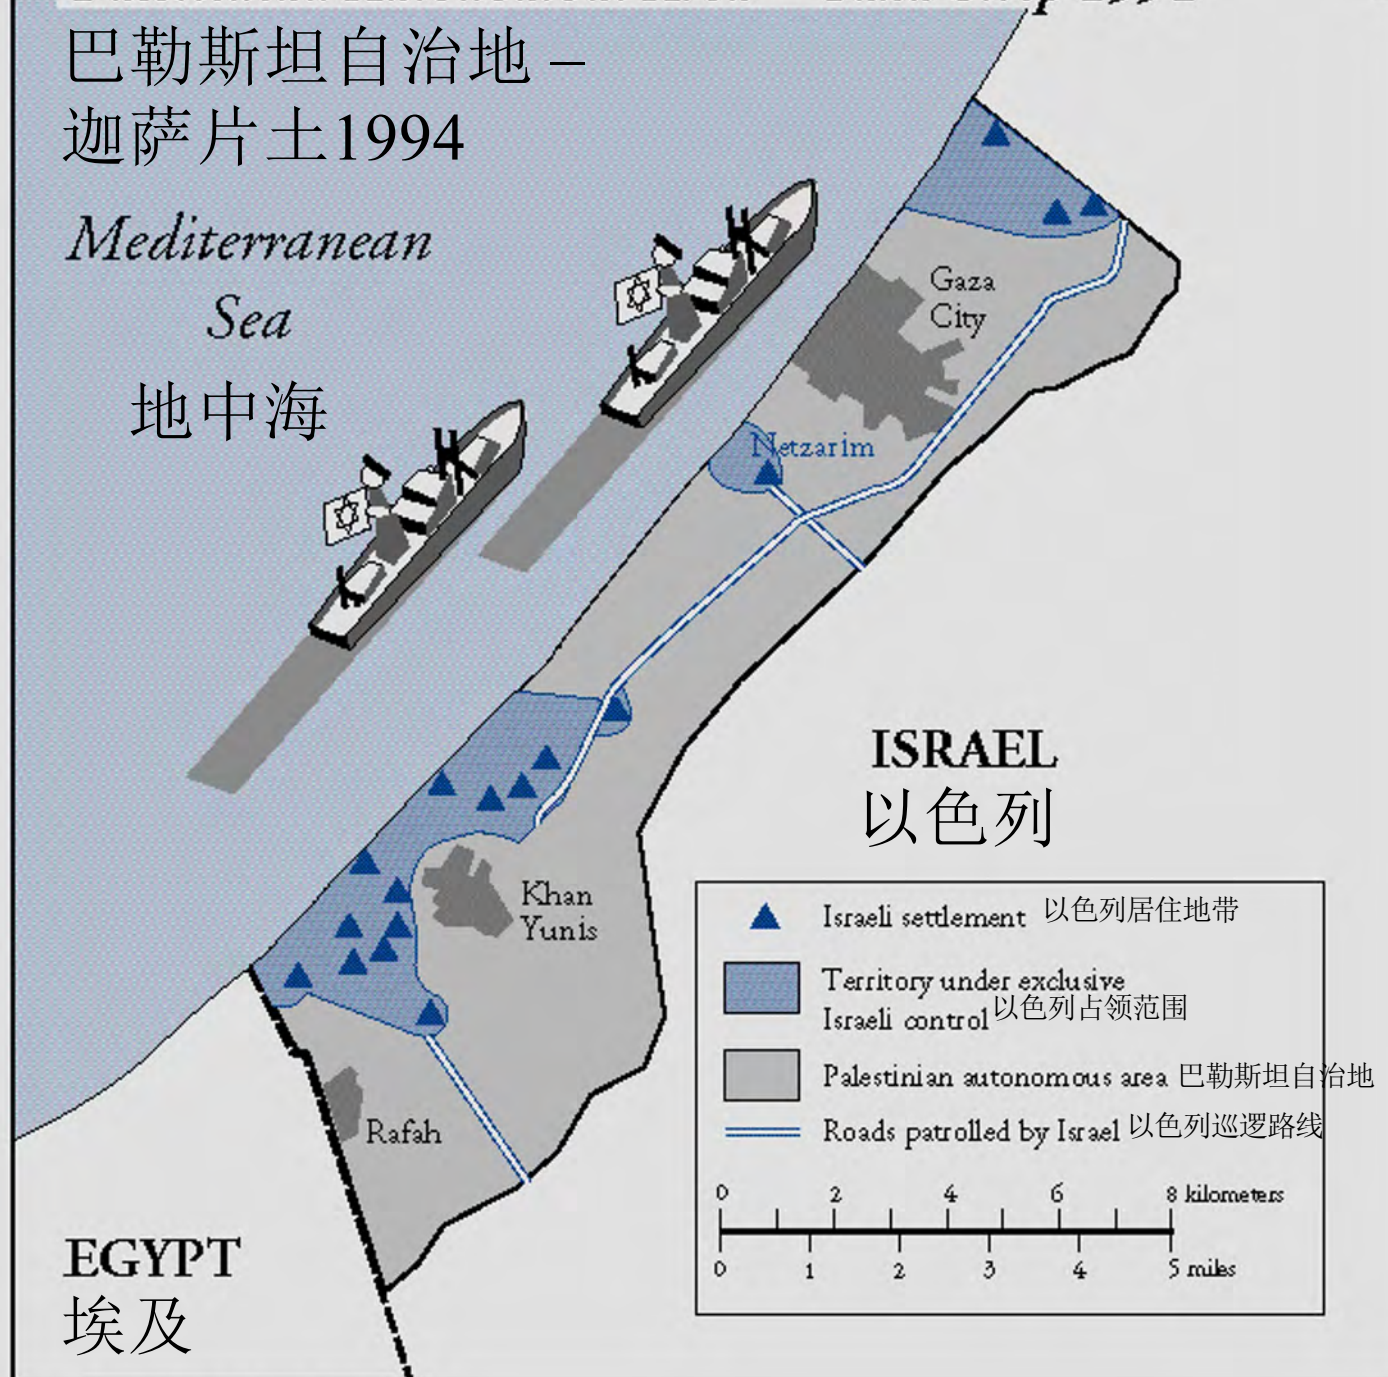 巴勒斯坦自治地 –
迦萨片土1994
Mediterranean
Sea
地中海
Gaza
City
Netzarim
ISRAEL
以色列
Khan
Yunis
Rafah
EGYPT
埃及
Israeli settlement 以色列居住地带
Territory under exclusive
Israeli control 以色列占领范围
Palestinian autonomous area 巴勒斯坦自治地
Roads patrolled by Israel 以色列巡逻路线
0 2 4 6 8 kilometers
0 1 2 3 4 5 miles